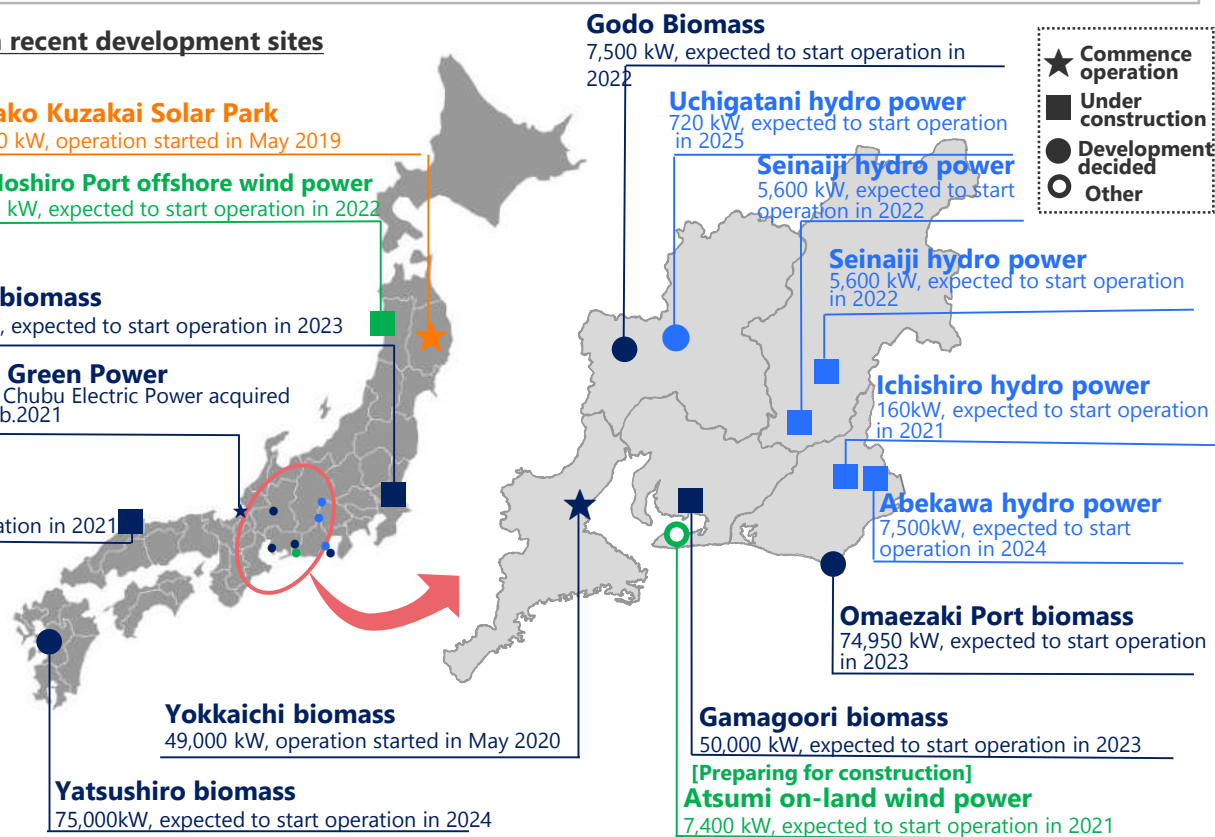 recent development sites
Kuzakai Solar Park
kW, operation started in May 2019
Port offshore wind power
kW, expected to start operation in 2022
biomass
expected to start operation in 2023
Green Power
Chubu Electric Power acquired
2021
in 2021
Yatsushiro biomass
75,000kW, expected to start operation in 2024
Yokkaichi biomass
49,000 kW, operation started in May 2020
Godo Biomass
7,500 kW, expected to start operation in
2022
Uchigatani hydro power
720 kW, expected to start operation
in 2025
Seinaiji hydro power
5,600 kW, expected to start
operation in 2022
Seinaiji hydro power
5,600 kW, expected to start operation
in 2022
Ichishiro hydro power
160kW, expected to start operation
in 2021
Abekawa hydro power
7,500kW, expected to start
operation in 2024
Omaezaki Port biomass
74,950 kW, expected to start operation
in 2023
Gamagoori biomass
50,000 kW, expected to start operation in 2023
[Preparing for construction]
Atsumi on-land wind power
7,400 kW, expected to start operation in 2021
Commence
operation
Under
construction
Development
decided
Other